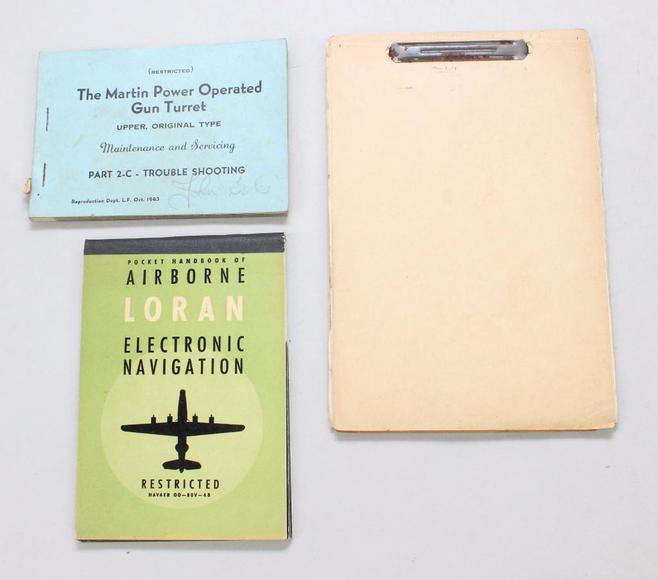 (RESTRICTED)
The Martin Power Operated
Gun Turret
UPPER, ORIGINAL TYPE
Maintenance and Servicing
PART 2-C - TROUBLE SHOOTING
John
Reproduction Dept. L.F. Oct. 1943
POCKET HANDBOOK OF
AIRBORNE
LORAN
ELECTRONIC
NAVIGATION
RESTRICTED
NAVAER 00-80V-48